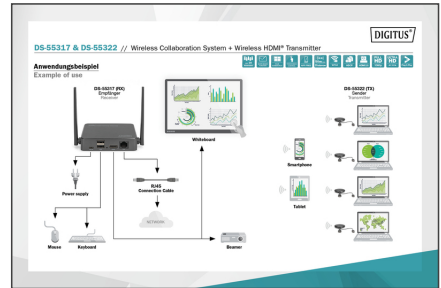 DIGITUS®
DS-55317 & DS-55322 // Wireless Collaboration System + Wireless HDMI® Transmitter
Anwendungsbeispiel
Example of use
DS-55317 (RX)
Empfänger
Receiver
DS-55322 (TX)
Sender
Transmitter
Whiteboard
Smartphone
Power supply
RJ45
Connection Cable
Tablet
NETWORK
Mouse
Keyboard
Beamer